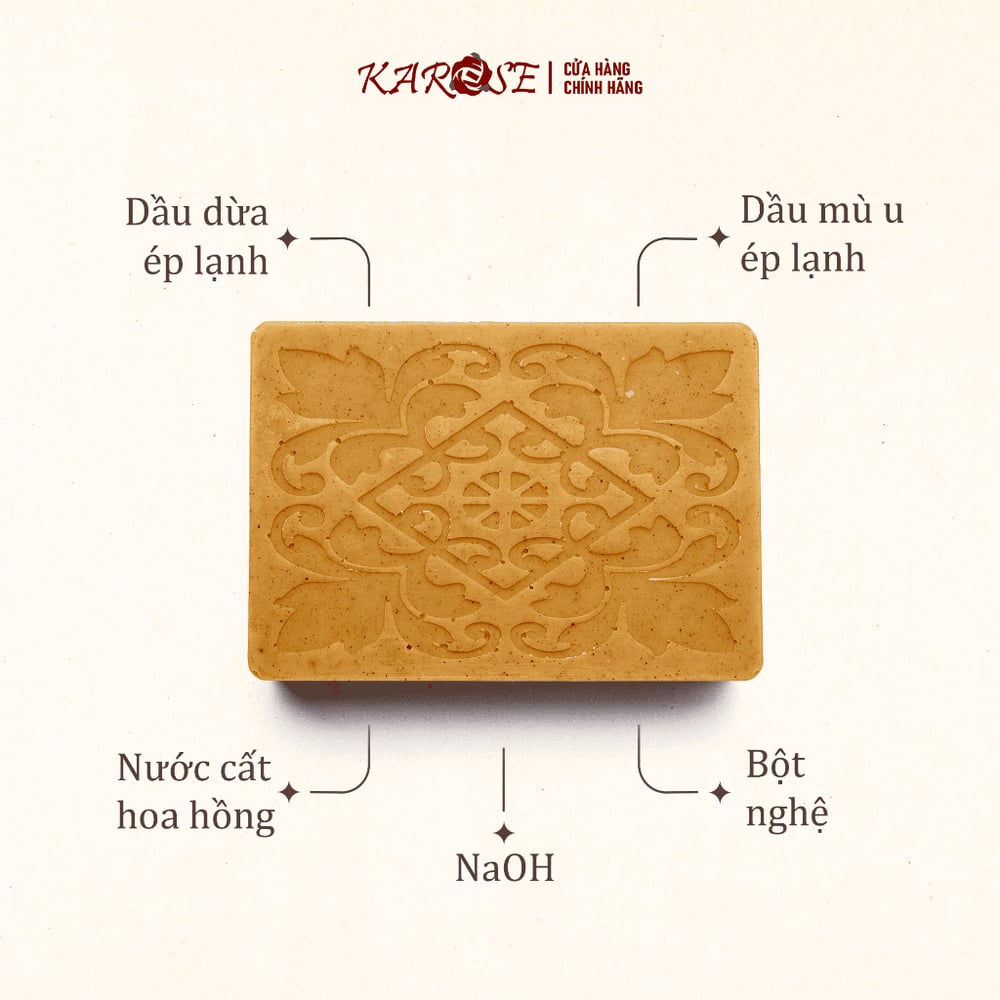 KAROSE
CỬA HÀNG
CHÍNH HÃNG
Dầu dừa
ép lạnh
Dầu mù u
ép lạnh
Nước cất
hoa hồng
NaOH
Bột
nghệ